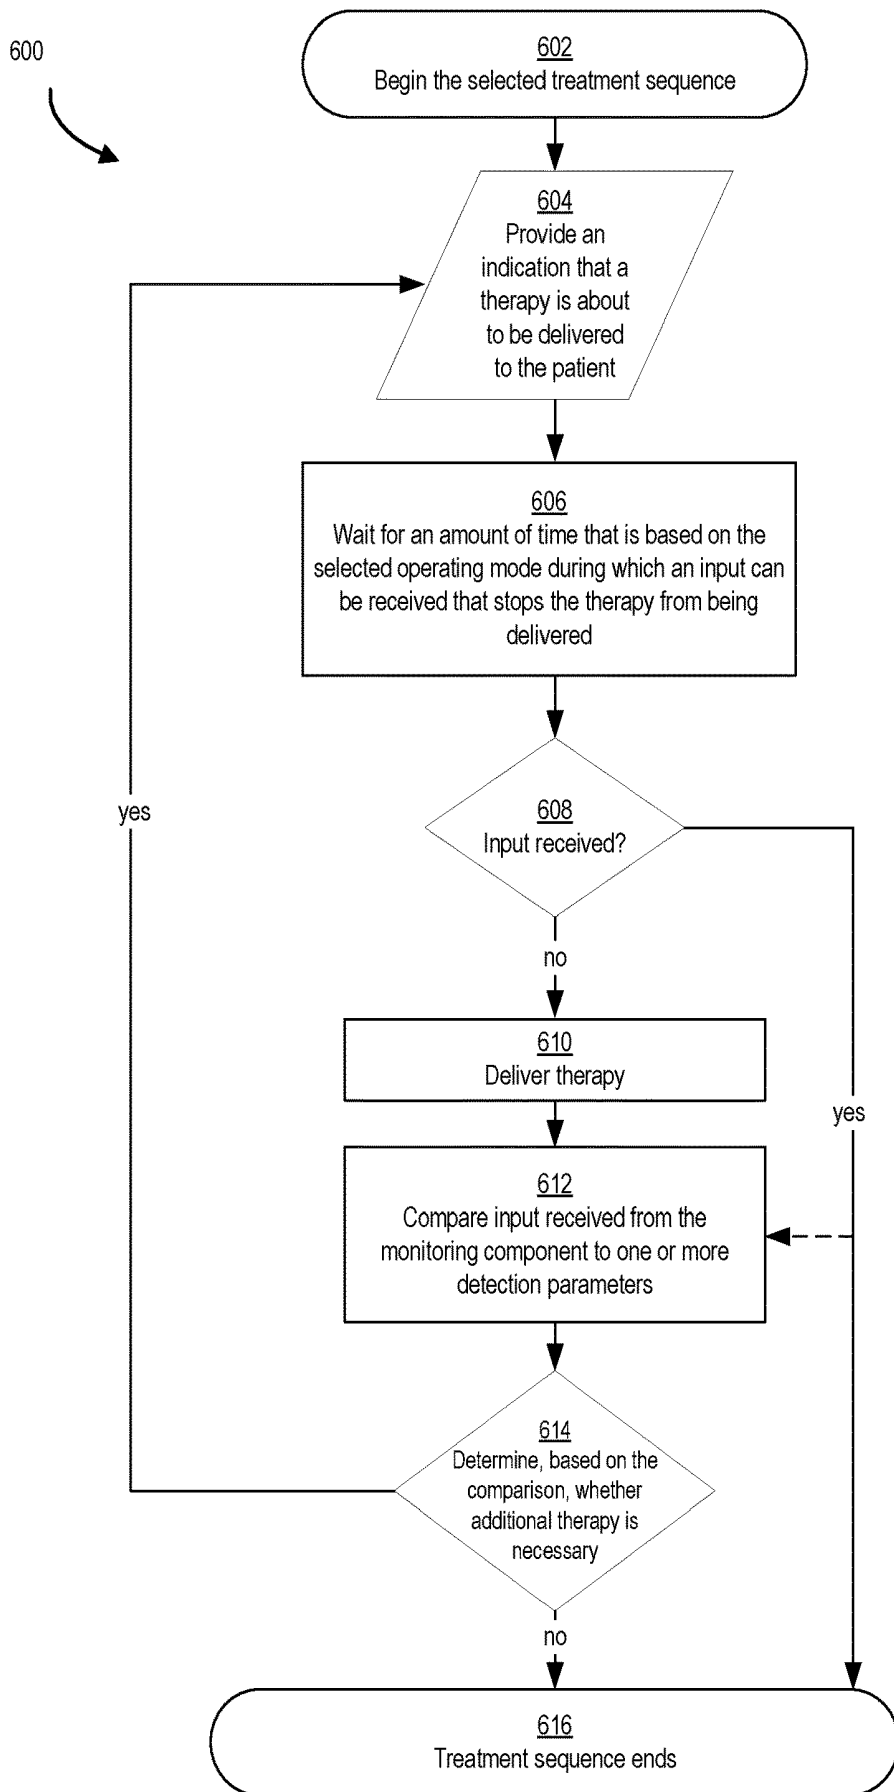 600
602
Begin the selected treatment sequence
604
Provide an
indication that a
therapy is about
to be delivered
to the patient
606
Wait for an amount of time that is based on the
selected operating mode during which an input can
be received that stops the therapy from being
delivered
yes
608
Input received?
no
610
Deliver therapy
yes
612
Compare input received from the
monitoring component to one or more
detection parameters
614
Determine, based on the
comparison, whether
additional therapy is
necessary
no
616
Treatment sequence ends